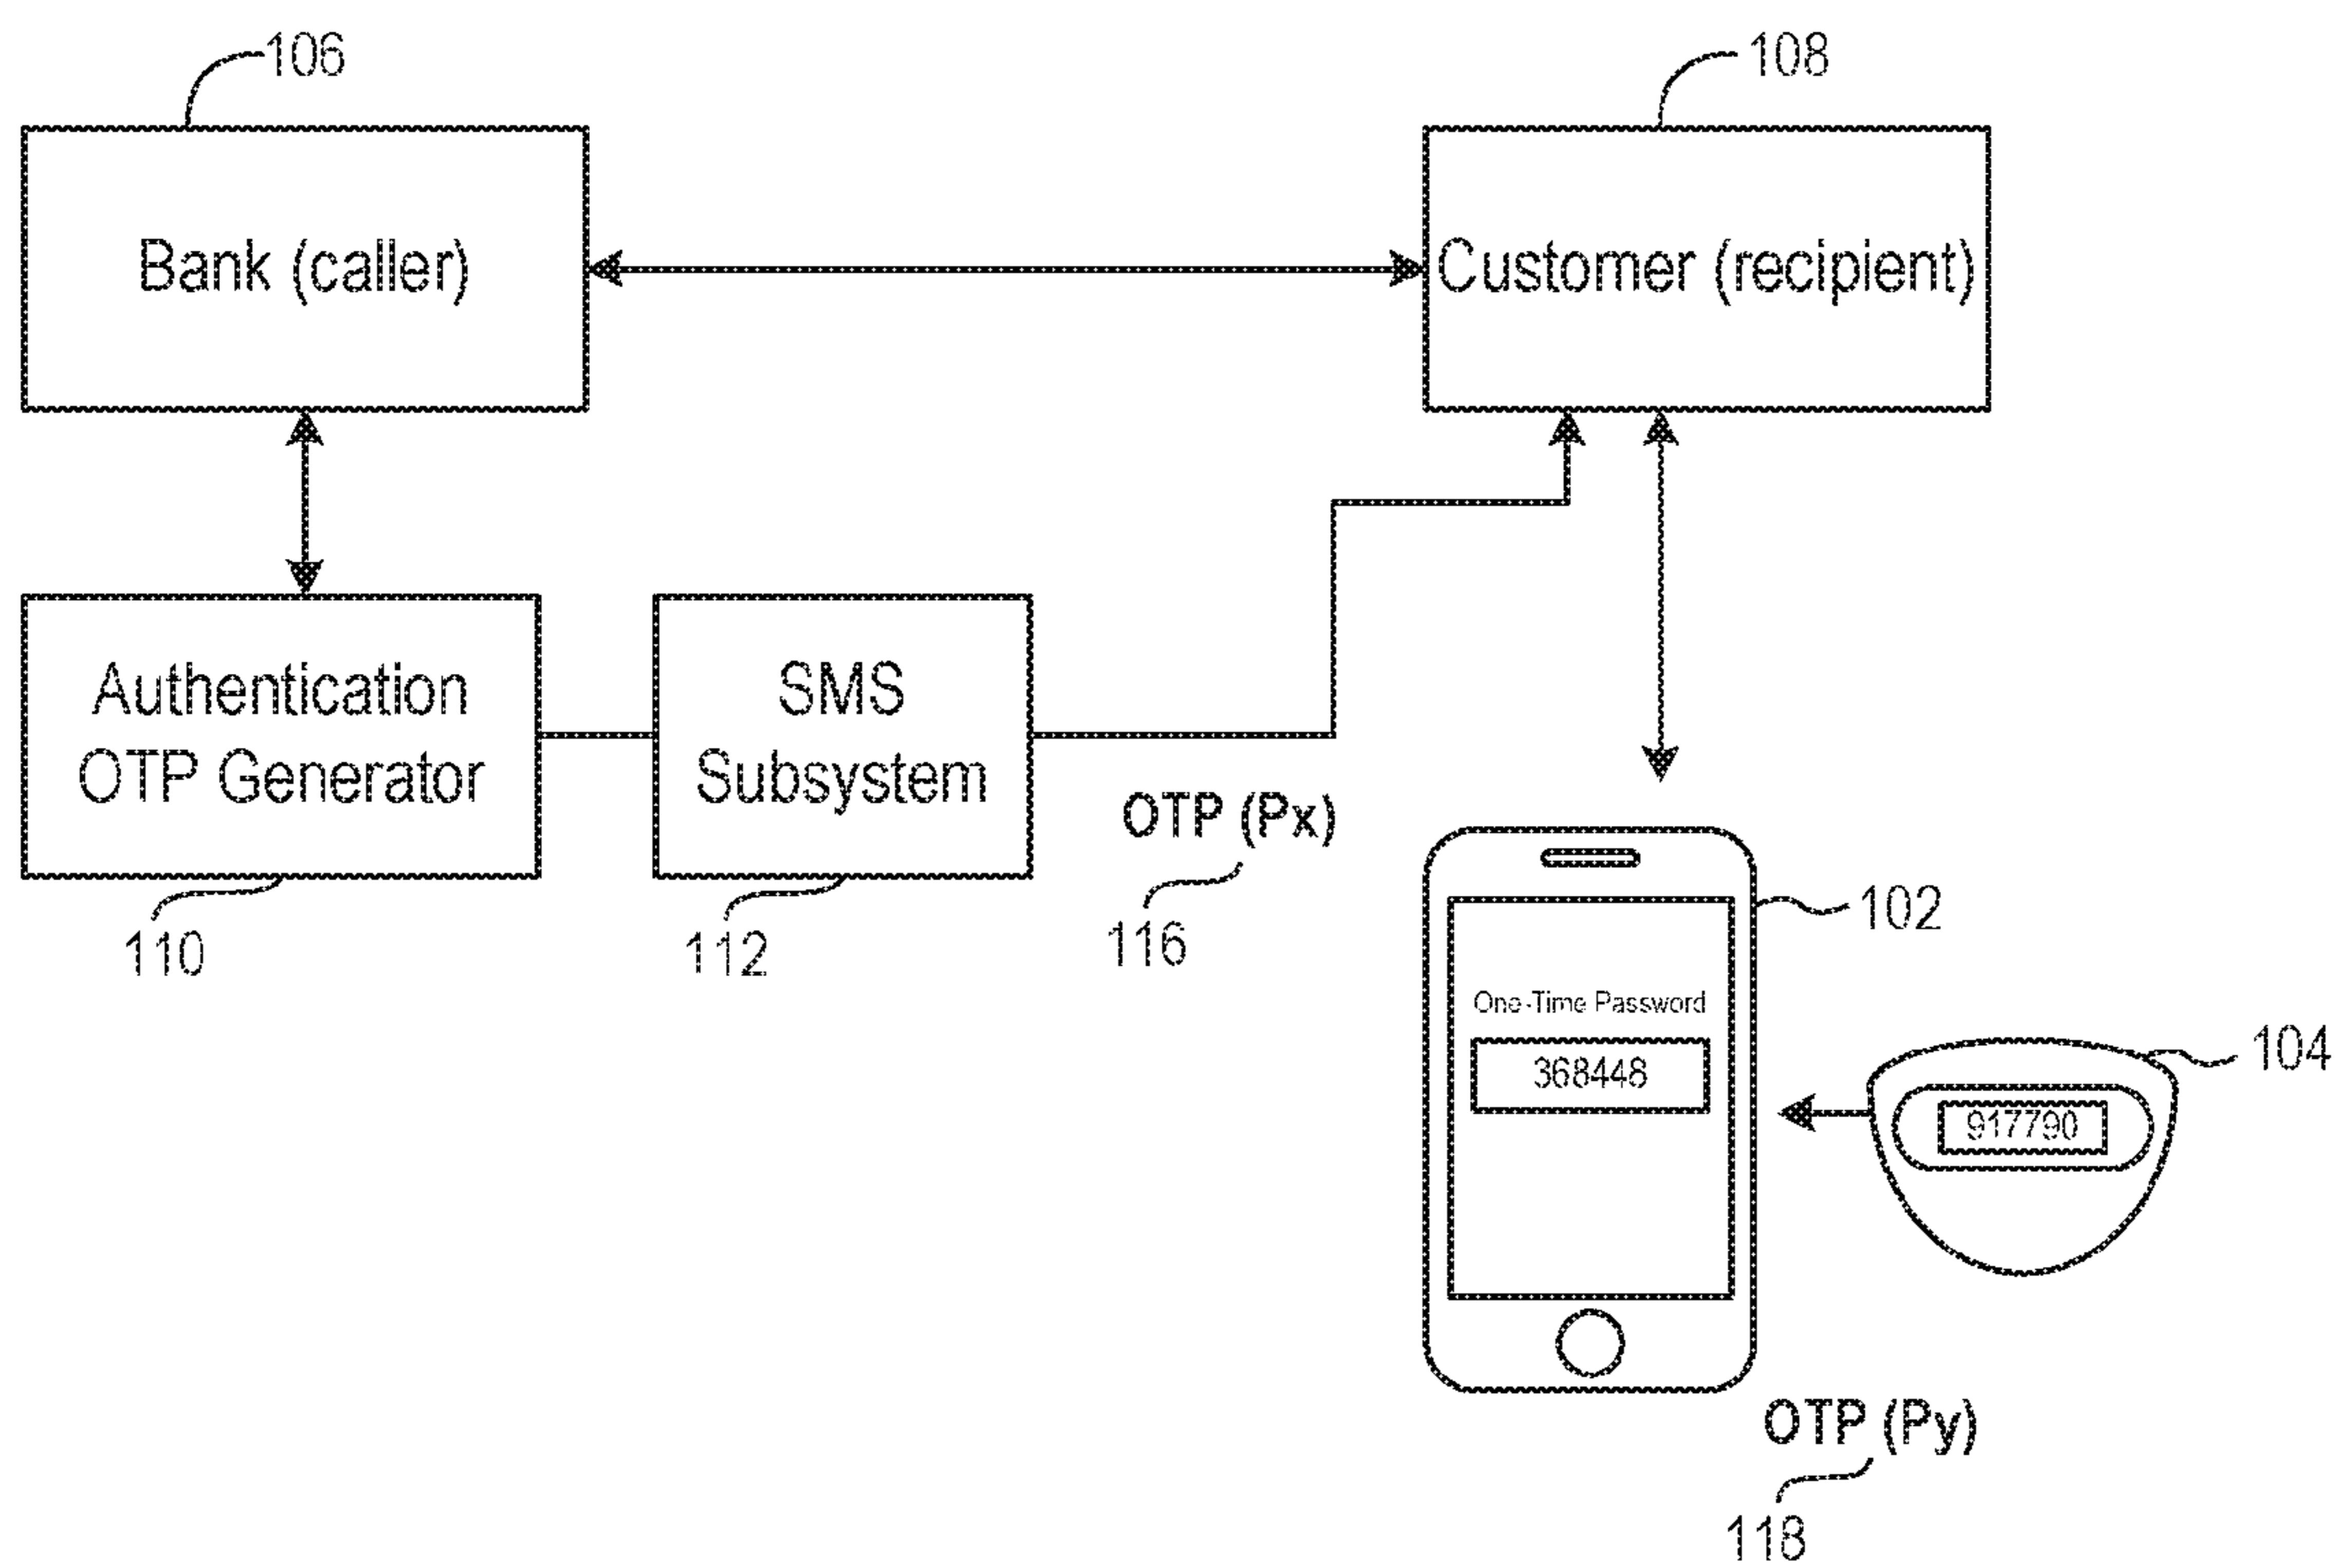 106
108
Bank (caller)
Customer (recipient)
Authentication
OTP Generator
SMS
Subsystem
OTP (Px)
110
112
116
102
One-Time Password
368448
104
917790
OTP (Py)
118